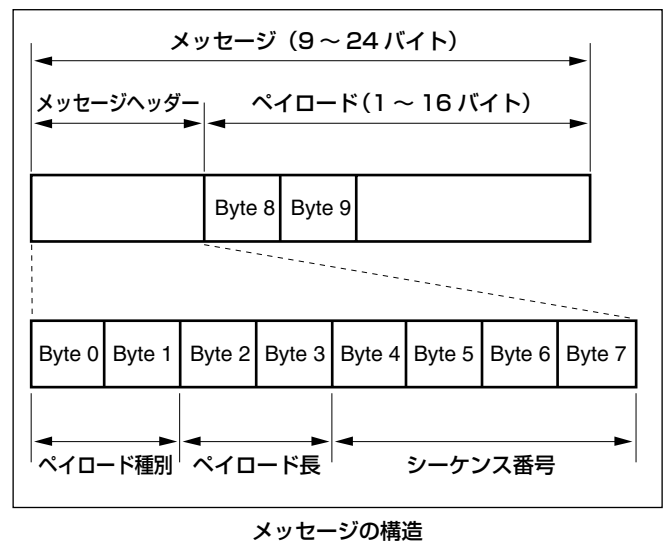 メッセージ（9～24バイト）
メッセージヘッダー ペイロード（1～16バイト）
Byte 8 Byte 9
Byte 0 Byte 1 Byte 2 Byte 3 Byte 4 Byte 5 Byte 6 Byte 7
ペイロード種別 ペイロード長 シーケンス番号
メッセージの構造